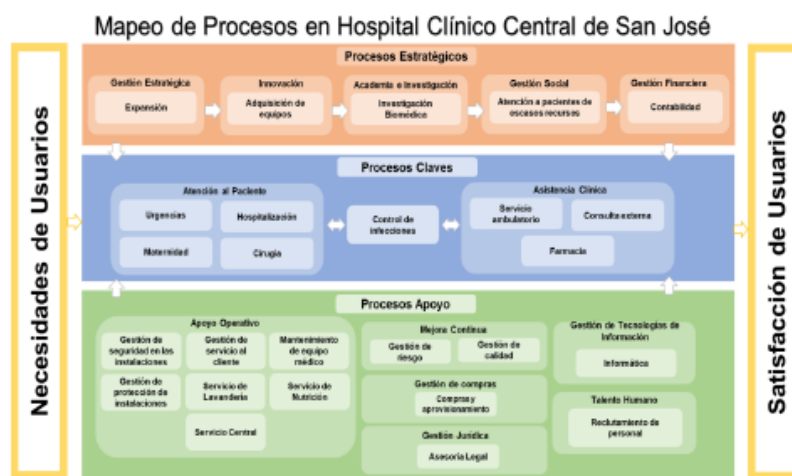 Mapeo de Procesos en Hospital Clínico Central de San José
Necesidades de Usuarios
Procesos Estratégicos
Gestión Estratégica
Expansión
Innovación
Adquisición de
equipos
Academia e Investigación
Investigación
Biomédica
Gestión Social
Atención a pacientes de
escasos recursos
Gestión Financiera
Contabilidad
Procesos Claves
Atención al Paciente
Urgencias
Hospitalización
Maternidad
Cirugía
Control de
infecciones
Asistencia Clínica
Servicio
ambulatorio
Consulta externa
Farmacia
Procesos Apoyo
Apoyo Operativo
Gestión de
seguridad en las
instalaciones
Gestión de
servicio al
cliente
Mantenimiento
de equipo
médico
Gestión de
protección de
instalaciones
Servicio de
Lavandería
Servicio de
Nutrición
Servicio Central
Mejora Continua
Gestión de
riesgo
Gestión de
calidad
Gestión de compras
Compras y
aprovisionamiento
Gestión Jurídica
Asesoría Legal
Gestión de Tecnologías de
Información
Informática
Talento Humano
Reclutamiento de
personal
Satisfacción de Usuarios